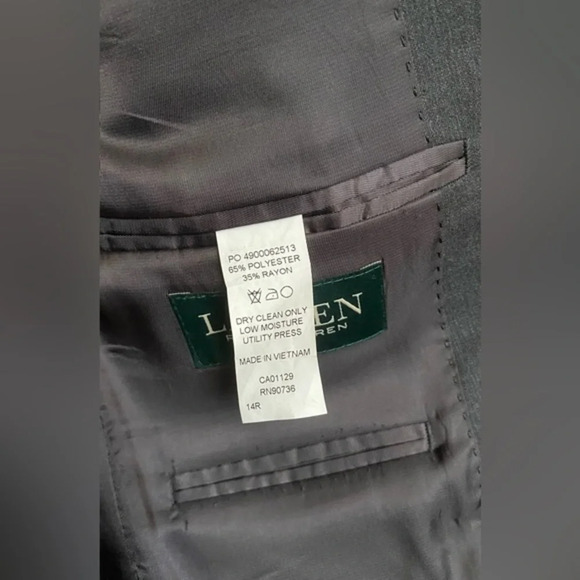 PO 4900062513
65% POLYESTER
35% RAYON
DRY CLEAN ONLY
LOW MOISTURE
UTILITY PRESS
MADE IN VIETNAM
CA01129
RN90736
14R